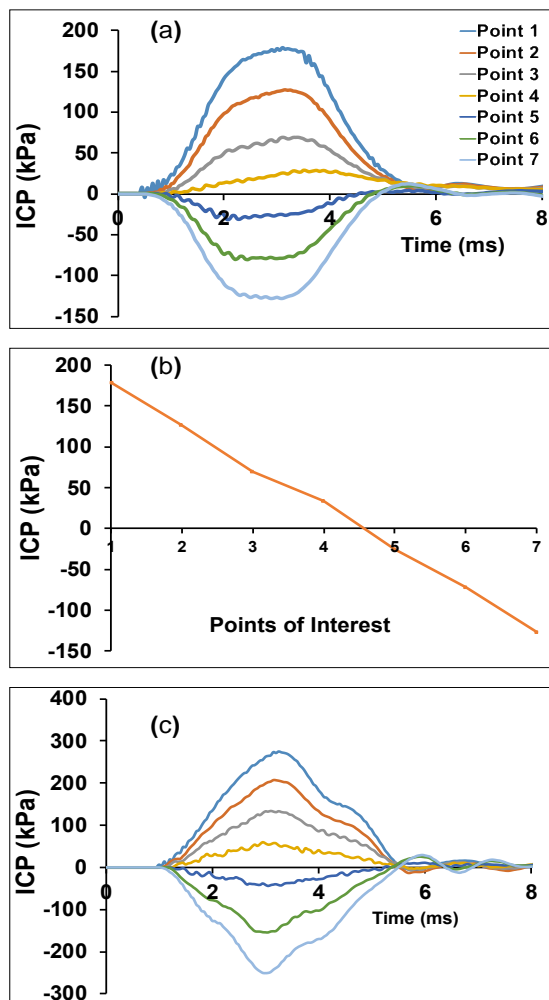 (a)
200
150
100
50
0
-50
-100
-150
ICP (kPa)
0
2
4
6
8
Time (ms)
Point 1
Point 2
Point 3
Point 4
Point 5
Point 6
Point 7
(b)
200
150
100
50
0
-50
-100
-150
ICP (kPa)
1
2
3
4
5
6
7
Points of Interest
(c)
400
300
200
100
0
-100
-200
-300
ICP (kPa)
0
2
4
6
8
Time (ms)